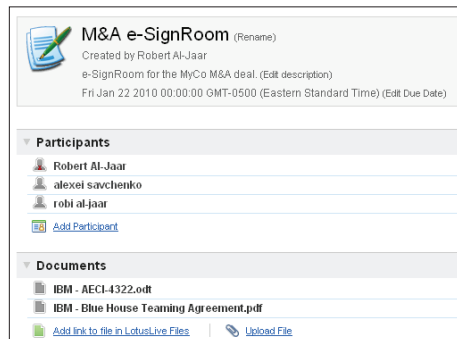 M&A e-SignRoom (Rename)
Created by Robert Al-Jaar
e-SignRoom for the MyCo M&A deal. (Edit description)
Fri Jan 22 2010 00:00:00 GMT-0500 (Eastern Standard Time) (Edit Due Date)
Participants
Robert Al-Jaar
alexei savchenko
robi al-jaar
Add Participant
Documents
IBM - AECI-4322.odt
IBM - Blue House Teaming Agreement.pdf
Add link to file in LotusLive Files | Upload File